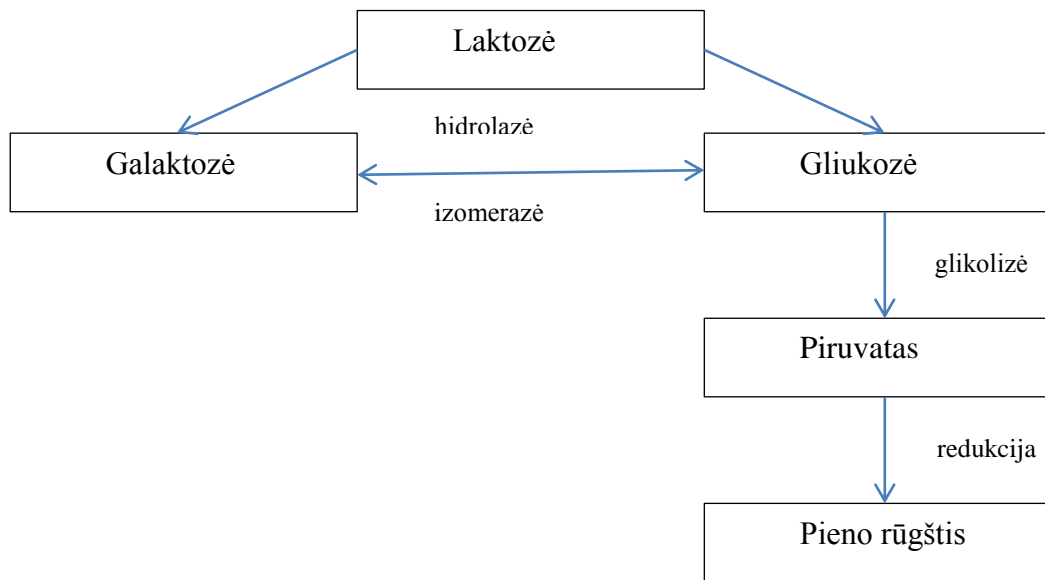 Laktozė
hidrolazė
Galaktozė
Gliukozė
izomerazė
glikolizė
Piruvatas
redukcija
Pieno rūgštis